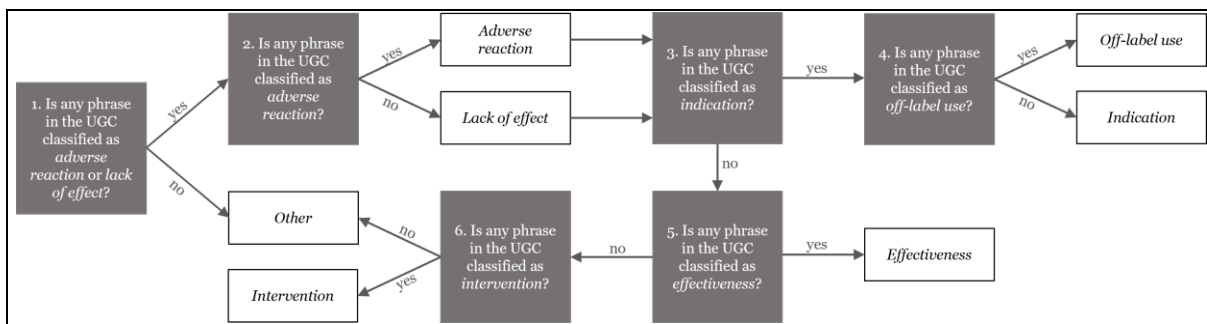 1. Is any phrase
in the UGC
classified as
adverse
reaction or lack
of effect?
yes
no
2. Is any phrase
in the UGC
classified as
adverse
reaction?
yes
no
Adverse
reaction
Lack of effect
3. Is any phrase
in the UGC
classified as
indication?
yes
no
4. Is any phrase
in the UGC
classified as
off-label use?
yes
no
Off-label use
Indication
Other
Intervention
no
yes
6. Is any phrase
in the UGC
classified as
intervention?
no
5. Is any phrase
in the UGC
classified as
effectiveness?
yes
Effectiveness